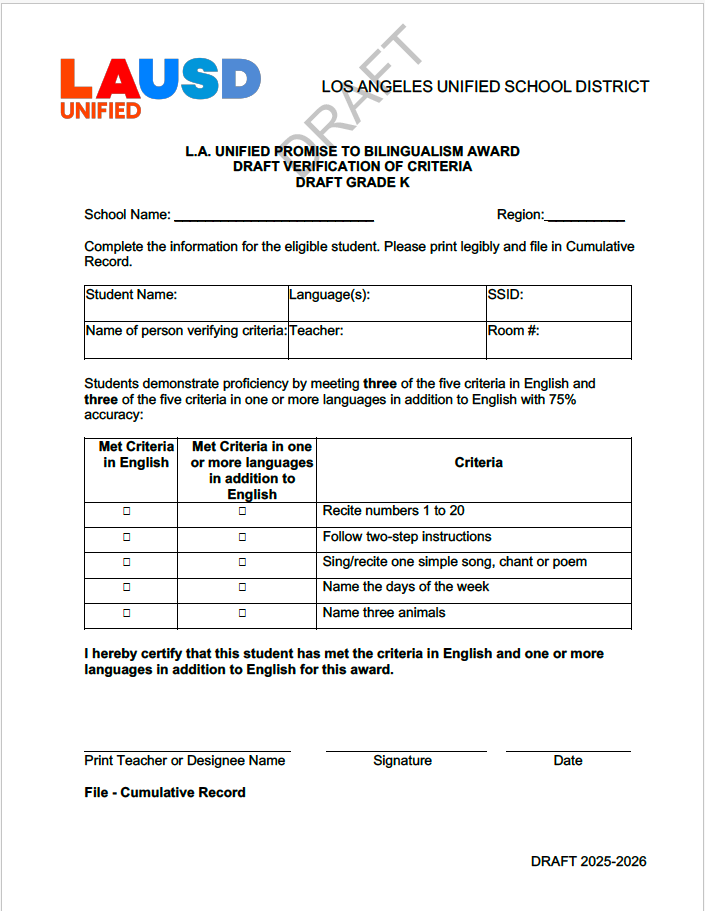 LAUSD
UNIFIED
LOS ANGELES UNIFIED SCHOOL DISTRICT
DRAFT
L.A. UNIFIED PROMISE TO BILINGUALISM AWARD
DRAFT VERIFICATION OF CRITERIA
DRAFT GRADE K
School Name: __________________________ Region:__________
Complete the information for the eligible student. Please print legibly and file in Cumulative
Record.
Student Name: Language(s): SSID:
Name of person verifying criteria: Teacher: Room #:
Students demonstrate proficiency by meeting three of the five criteria in English and
three of the five criteria in one or more languages in addition to English with 75%
accuracy:
Met Criteria
in English
Met Criteria in one
or more languages
in addition to
English
Criteria
☐ ☐ Recite numbers 1 to 20
☐ ☐ Follow two-step instructions
☐ ☐ Sing/recite one simple song, chant or poem
☐ ☐ Name the days of the week
☐ ☐ Name three animals
I hereby certify that this student has met the criteria in English and one or more
languages in addition to English for this award.
Print Teacher or Designee Name Signature Date
File - Cumulative Record
DRAFT 2025-2026